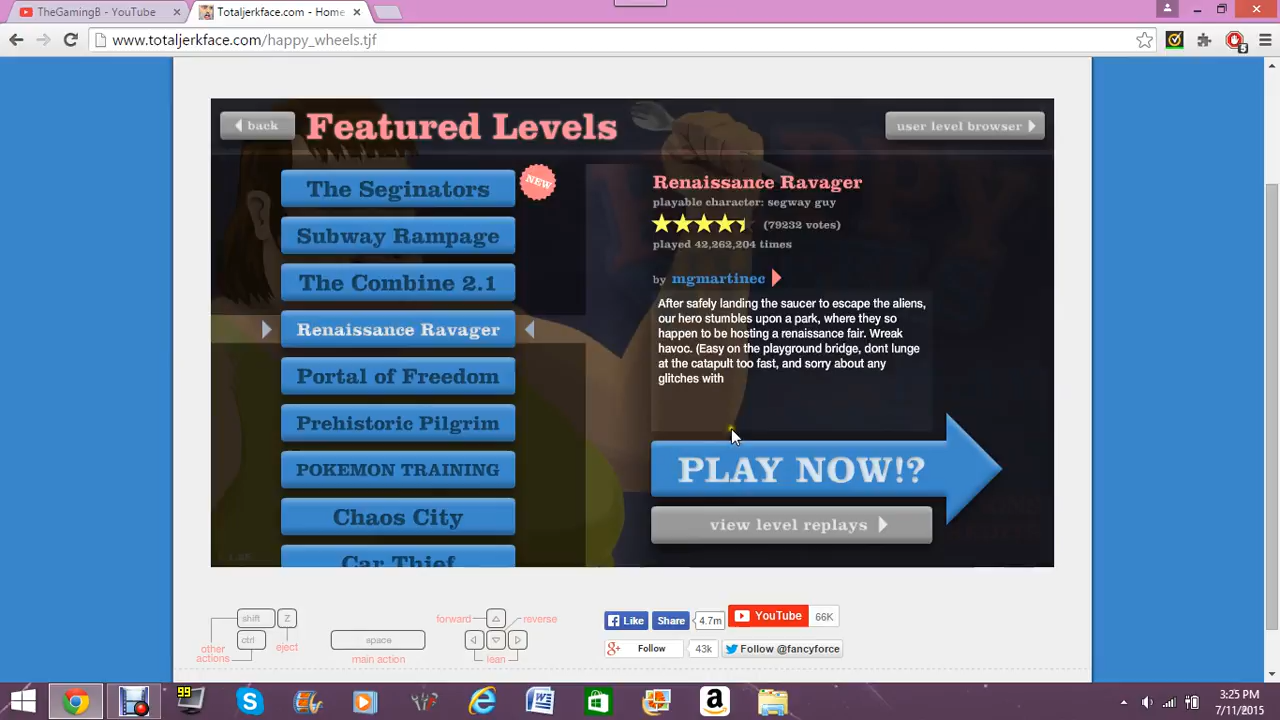 TheGamingB - YouTube
Totaljerkface.com - Home
www.totaljerkface.com/happy_wheels.tjf
back
Featured Levels
user level browser
The Seginators
NEW
Subway Rampage
The Combine 2.1
Renaissance Ravager
Portal of Freedom
Prehistoric Pilgrim
POKEMON TRAINING
Chaos City
Car Thief
Renaissance Ravager
playable character: segway guy
(79232 votes)
played 42,262,204 times
by mgmartinec
After safely landing the saucer to escape the aliens,
our hero stumbles upon a park, where they so
happen to be hosting a renaissance fair. Wreak
havoc. (Easy on the playground bridge, dont lunge
at the catapult too fast, and sorry about any
glitches with
PLAY NOW!?
view level replays
shift
Z
ctrl
other
actions
eject
space
main action
forward
reverse
lean
Like
Share
4.7m
YouTube
66K
Follow
43k
Follow @fancyforce
99
3:25 PM
7/11/2015